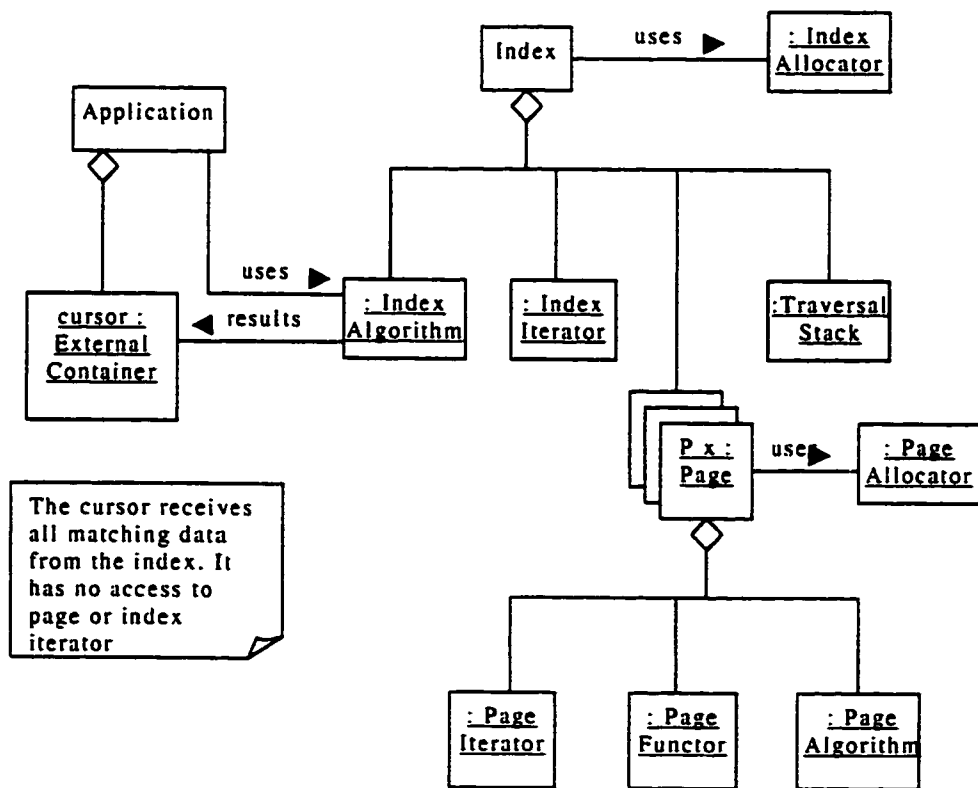 Index
uses
: Index
Allocator
Application
uses
results
cursor :
External
Container
: Index
Algorithm
: Index
Iterator
:Traversal
Stack
P x :
Page
uses
: Page
Allocator
The cursor receives
all matching data
from the index. It
has no access to
page or index
iterator
: Page
Iterator
: Page
Functor
: Page
Algorithm